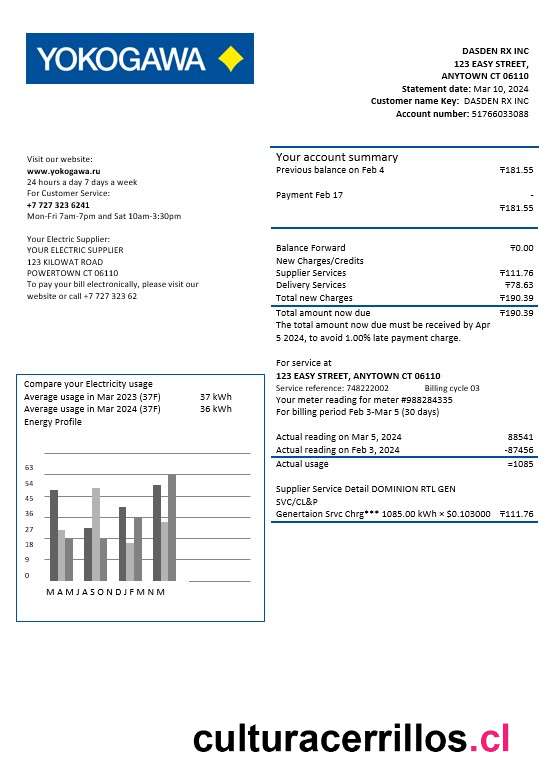 YOKOGAWA
DASDEN RX INC
123 EASY STREET,
ANYTOWN CT 06110
Statement date: Mar 10, 2024
Customer name Key: DASDEN RX INC
Account number: 51766033088
Visit our website:
www.yokogawa.ru
24 hours a day 7 days a week
For Customer Service:
+7 727 323 6241
Mon-Fri 7am-7pm and Sat 10am-3:30pm
Your Electric Supplier:
YOUR ELECTRIC SUPPLIER
123 KILOWAT ROAD
POWERTOWN CT 06110
To pay your bill electronically, please visit our
website or call +7 727 323 62
Your account summary
Previous balance on Feb 4 ₸181.55
Payment Feb 17 -
₸181.55
Balance Forward ₸0.00
New Charges/Credits
Supplier Services ₸111.76
Delivery Services ₸78.63
Total new Charges ₸190.39
Total amount now due ₸190.39
The total amount now due must be received by Apr
5 2024, to avoid 1.00% late payment charge.
For service at
123 EASY STREET, ANYTOWN CT 06110
Service reference: 748222002 Billing cycle 03
Your meter reading for meter #988284335
For billing period Feb 3-Mar 5 (30 days)
Actual reading on Mar 5, 2024 88541
Actual reading on Feb 3, 2024 -87456
Actual usage =1085
Supplier Service Detail DOMINION RTL GEN
SVC/CL&P
Genertaion Srvc Chrg*** 1085.00 kWh × $0.103000 ₸111.76
Compare your Electricity usage
Average usage in Mar 2023 (37F) 37 kWh
Average usage in Mar 2024 (37F) 36 kWh
Energy Profile
63
54
45
36
27
18
9
0
M A M J A S O N D J F M N M
culturacerrillos.cl